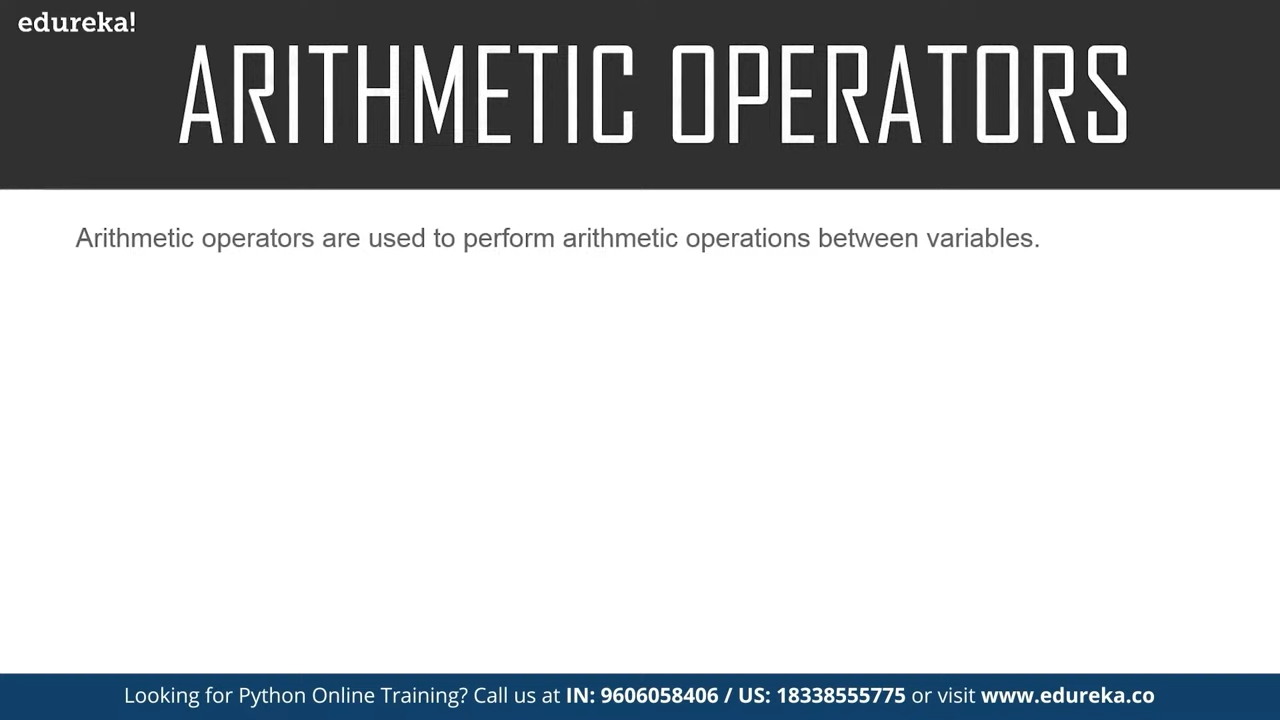 edureka!
ARITHMETIC OPERATORS
Arithmetic operators are used to perform arithmetic operations between variables.
Looking for Python Online Training? Call us at IN: 9606058406 / US: 18338555775 or visit www.edureka.co